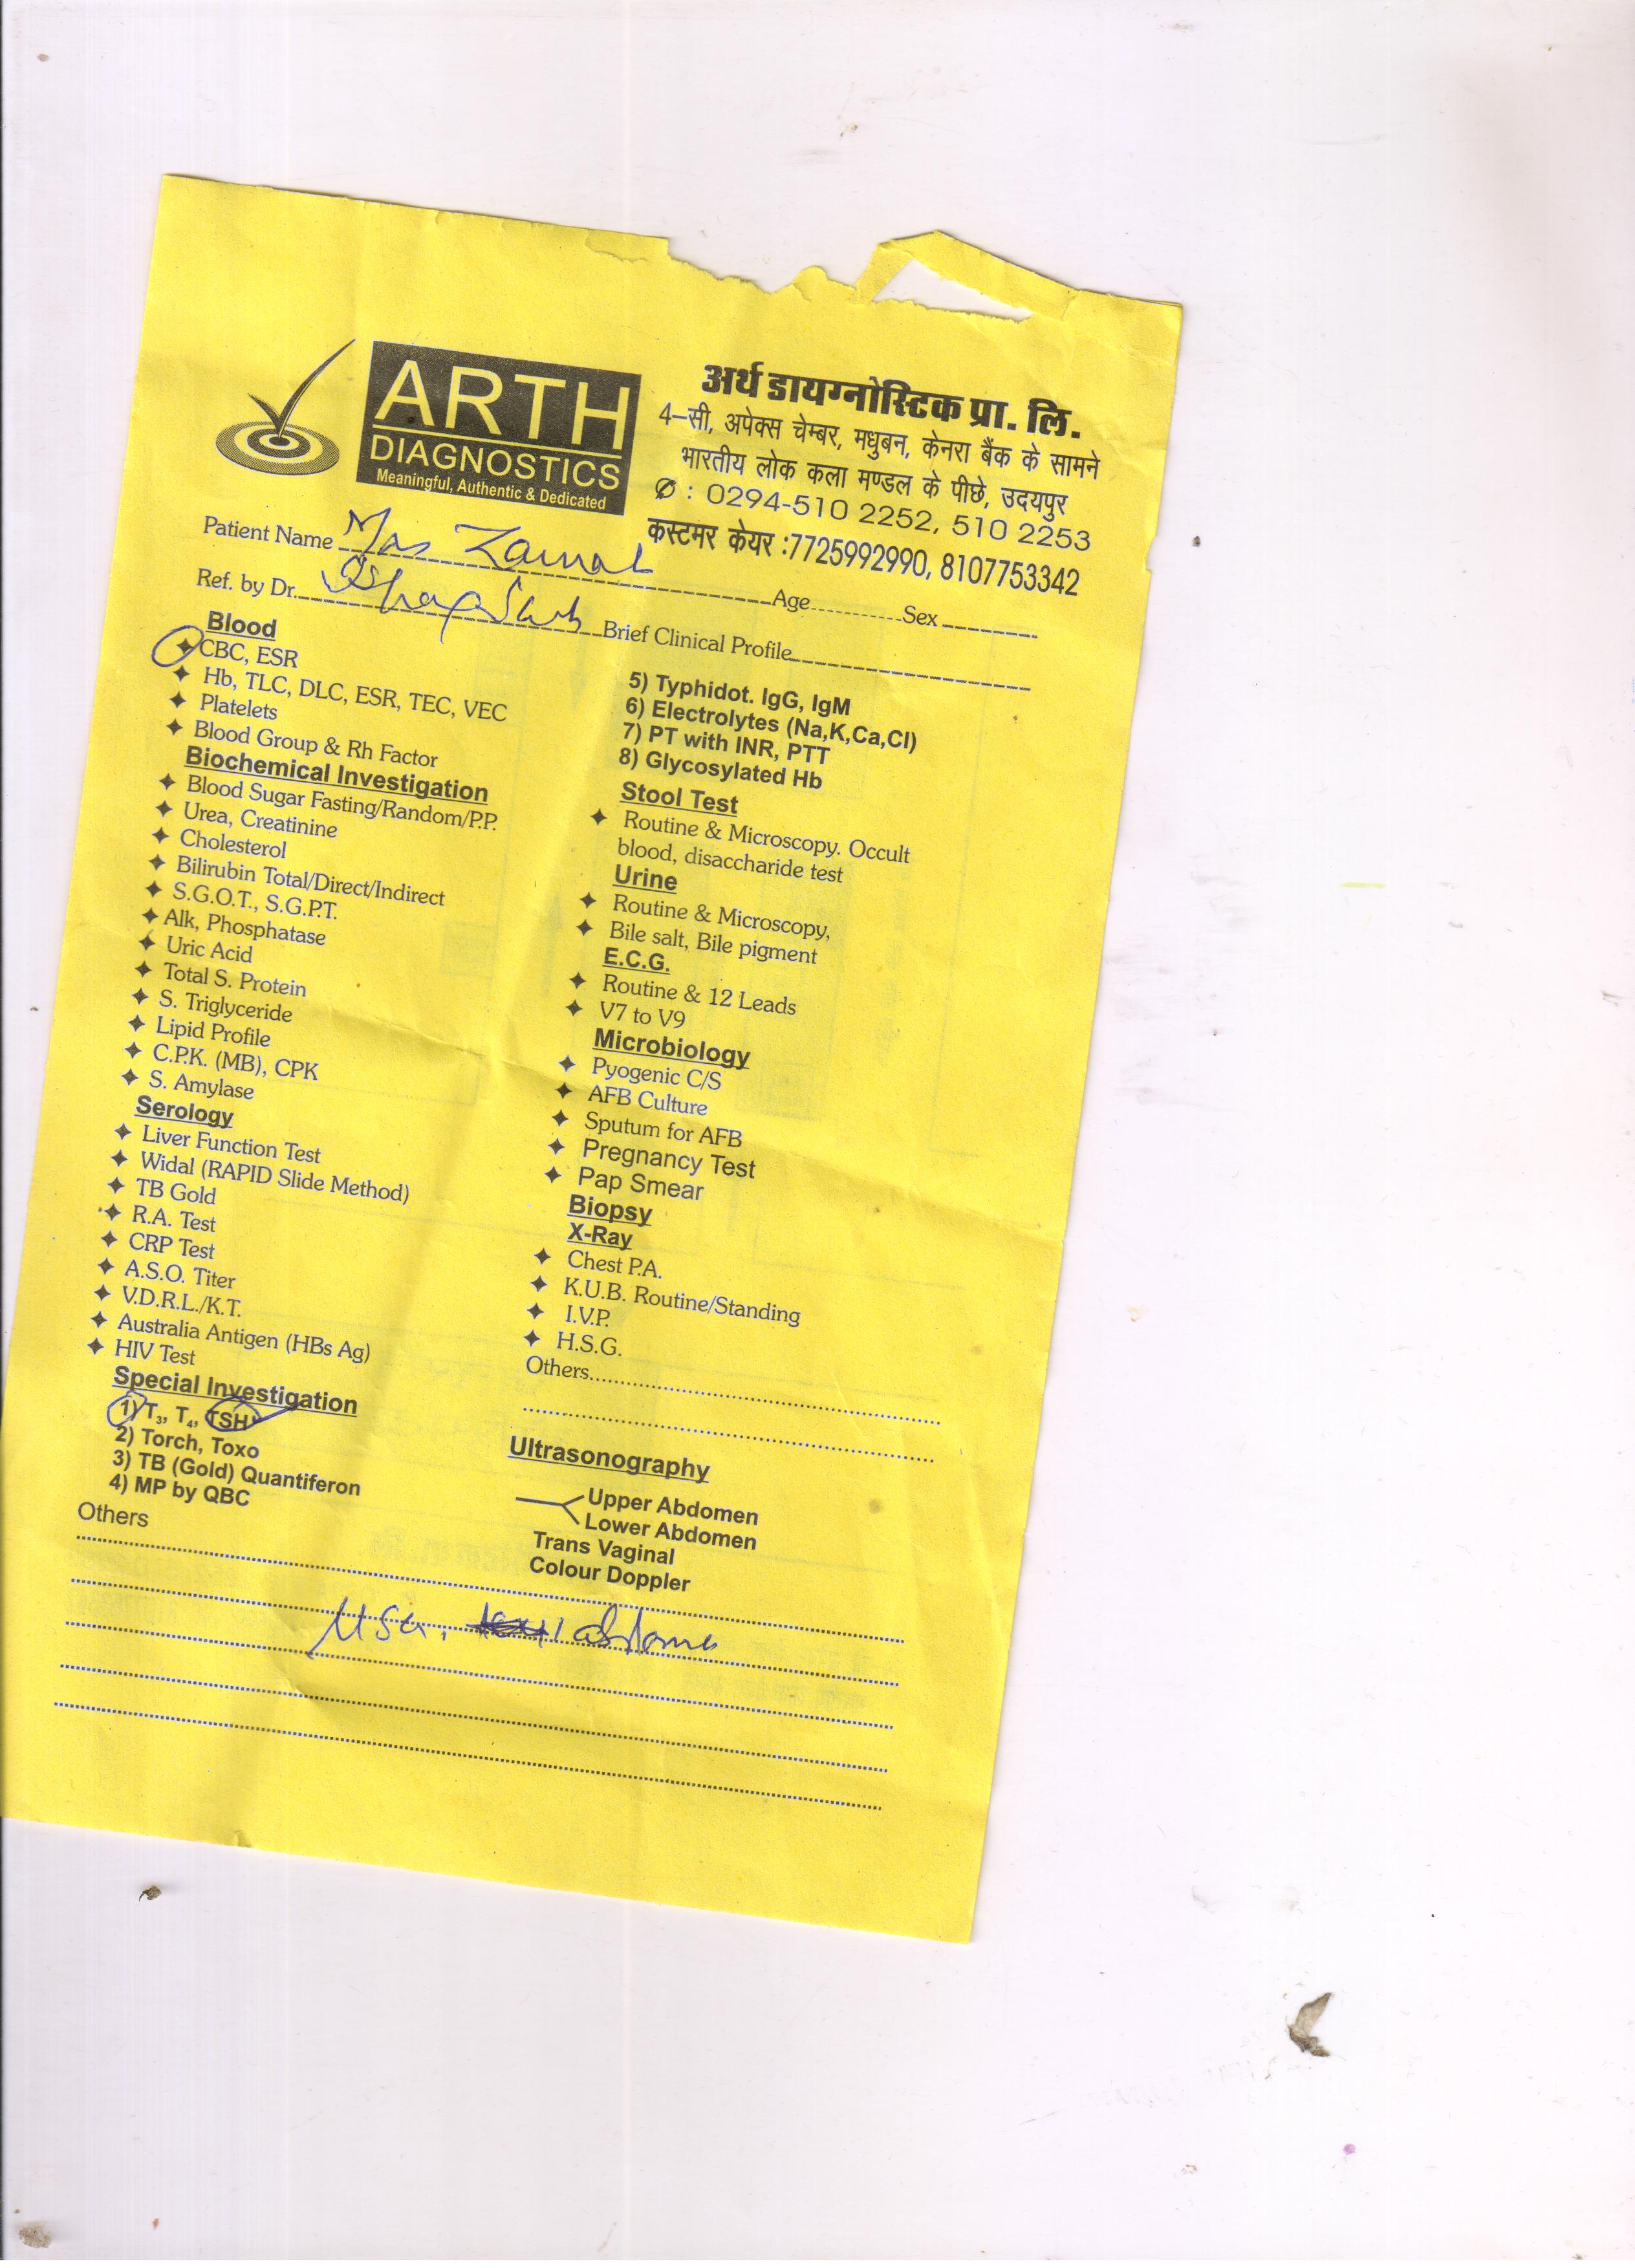 ARTH
DIAGNOSTICS
Meaningful, Authentic & Dedicated
अर्थ डायग्नोस्टिक प्रा. लि.
4–सी, अपेक्स चेम्बर, मधुबन, केनरा बैंक के सामने
भारतीय लोक कला मण्डल के पीछे, उदयपुर
✆ : 0294-510 2252, 510 2253
कस्टमर केयर :7725992990, 8107753342
Patient Name Mrs Zainab Age Sex
Ref. by Dr. Brief Clinical Profile
Blood
CBC, ESR
Hb, TLC, DLC, ESR, TEC, VEC
Platelets
Blood Group & Rh Factor
Biochemical Investigation
Blood Sugar Fasting/Random/P.P.
Urea, Creatinine
Cholesterol
Bilirubin Total/Direct/Indirect
S.G.O.T., S.G.P.T.
Alk, Phosphatase
Uric Acid
Total S. Protein
S. Triglyceride
Lipid Profile
C.P.K. (MB), CPK
S. Amylase
Serology
Liver Function Test
Widal (RAPID Slide Method)
TB Gold
R.A. Test
CRP Test
A.S.O. Titer
V.D.R.L./K.T.
Australia Antigen (HBs Ag)
HIV Test
Special Investigation
1) T₃, T₄, TSH
2) Torch, Toxo
3) TB (Gold) Quantiferon
4) MP by QBC
Others
5) Typhidot. IgG, IgM
6) Electrolytes (Na,K,Ca,Cl)
7) PT with INR, PTT
8) Glycosylated Hb
Stool Test
Routine & Microscopy. Occult
blood, disaccharide test
Urine
Routine & Microscopy,
Bile salt, Bile pigment
E.C.G.
Routine & 12 Leads
V7 to V9
Microbiology
Pyogenic C/S
AFB Culture
Sputum for AFB
Pregnancy Test
Pap Smear
Biopsy
X-Ray
Chest P.A.
K.U.B. Routine/Standing
I.V.P.
H.S.G.
Others
Ultrasonography
Upper Abdomen
Lower Abdomen
Trans Vaginal
Colour Doppler
USG.